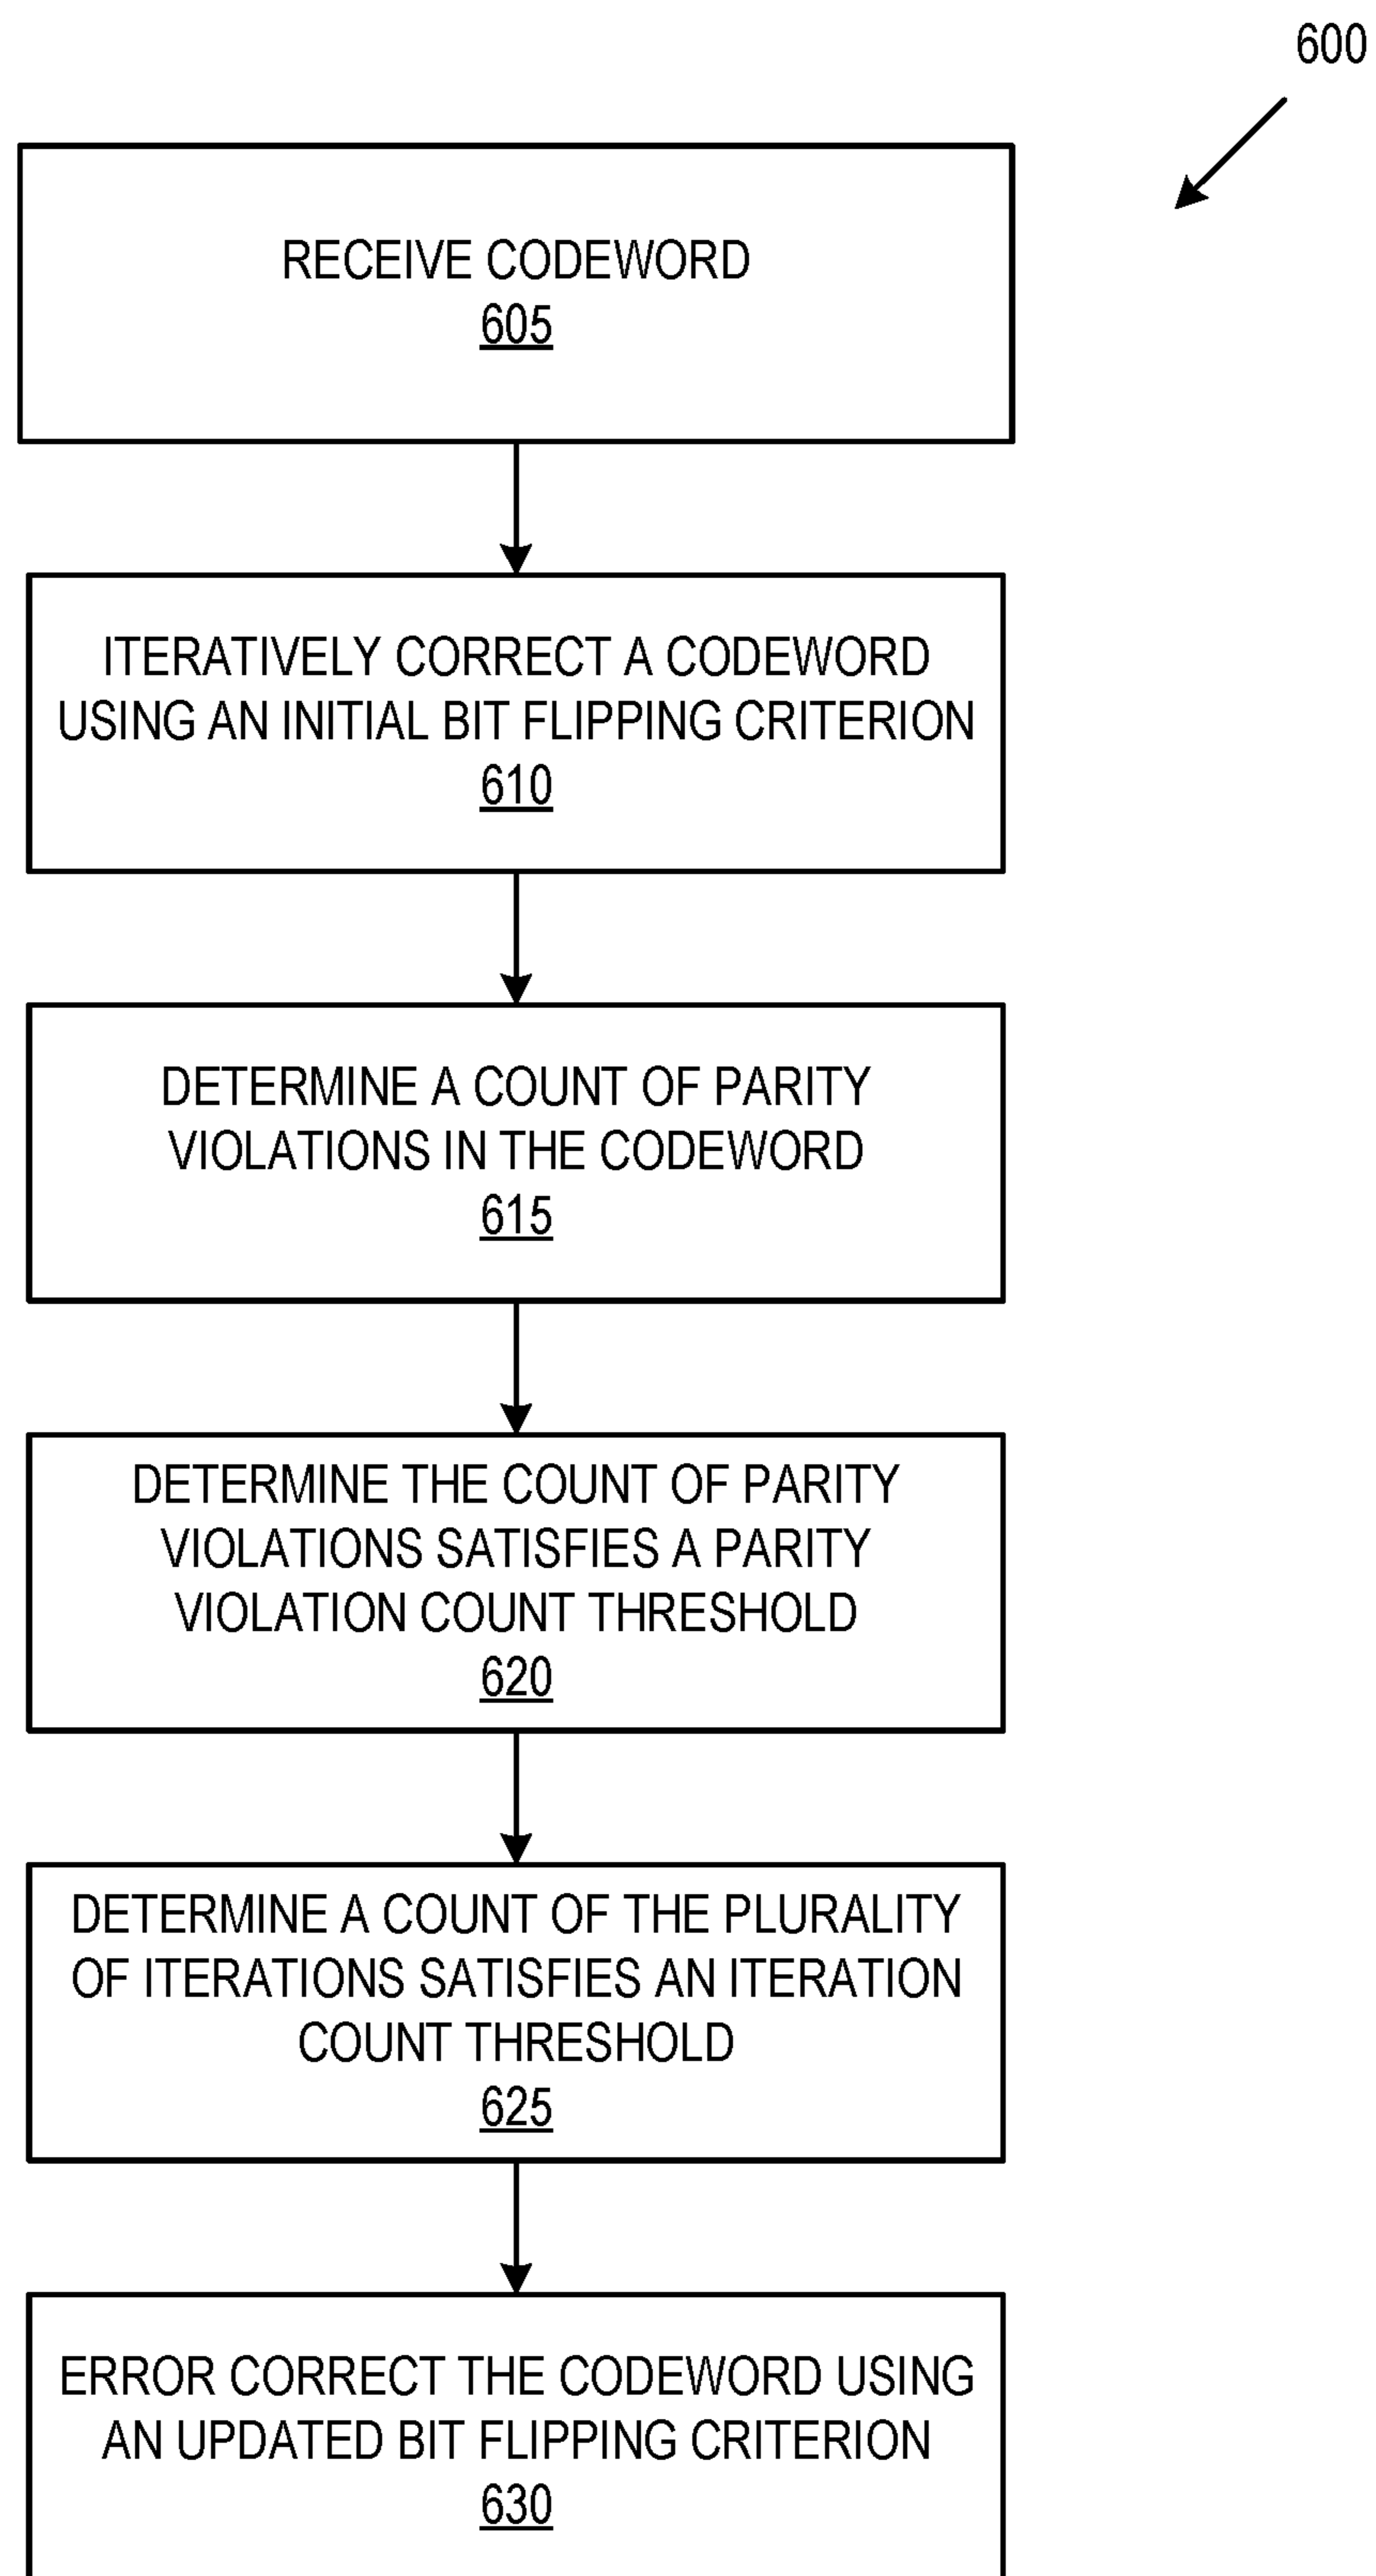 600
RECEIVE CODEWORD
605
ITERATIVELY CORRECT A CODEWORD
USING AN INITIAL BIT FLIPPING CRITERION
610
DETERMINE A COUNT OF PARITY
VIOLATIONS IN THE CODEWORD
615
DETERMINE THE COUNT OF PARITY
VIOLATIONS SATISFIES A PARITY
VIOLATION COUNT THRESHOLD
620
DETERMINE A COUNT OF THE PLURALITY
OF ITERATIONS SATISFIES AN ITERATION
COUNT THRESHOLD
625
ERROR CORRECT THE CODEWORD USING
AN UPDATED BIT FLIPPING CRITERION
630